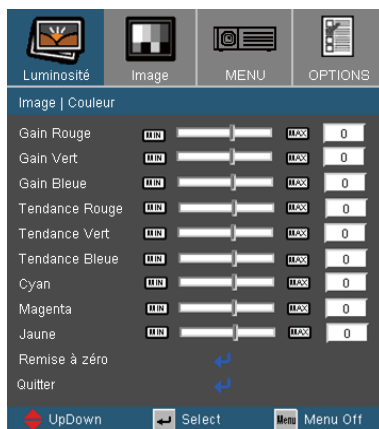 Luminosité Image MENU OPTIONS
Image | Couleur
Gain Rouge MIN MAX 0
Gain Vert MIN MAX 0
Gain Bleue MIN MAX 0
Tendance Rouge MIN MAX 0
Tendance Vert MIN MAX 0
Tendance Bleue MIN MAX 0
Cyan MIN MAX 0
Magenta MIN MAX 0
Jaune MIN MAX 0
Remise à zéro
Quitter
UpDown Select Menu Menu Off